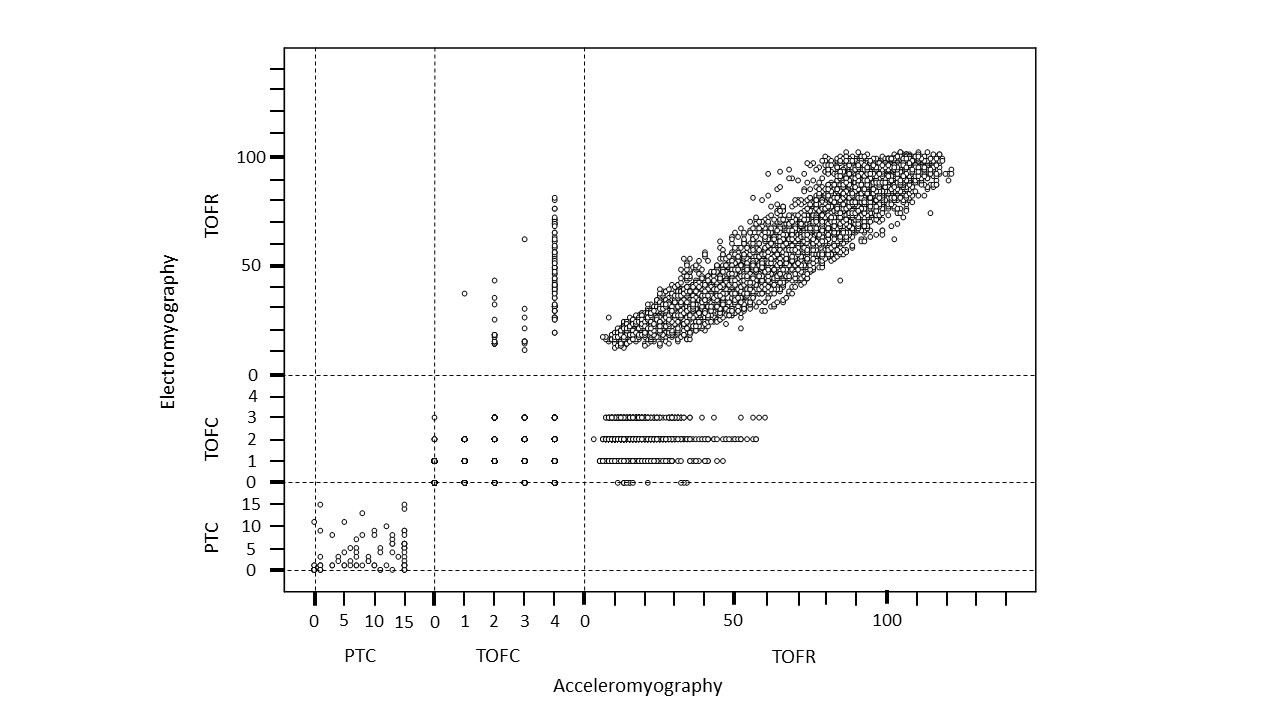 100
TOFR
50
Electromyography
0
4
3
TOFC
2
1
0
15
PTC
10
5
0
0 5 10 15 0 1 2 3 4 0 50 100
PTC TOFC TOFR
Acceleromyography